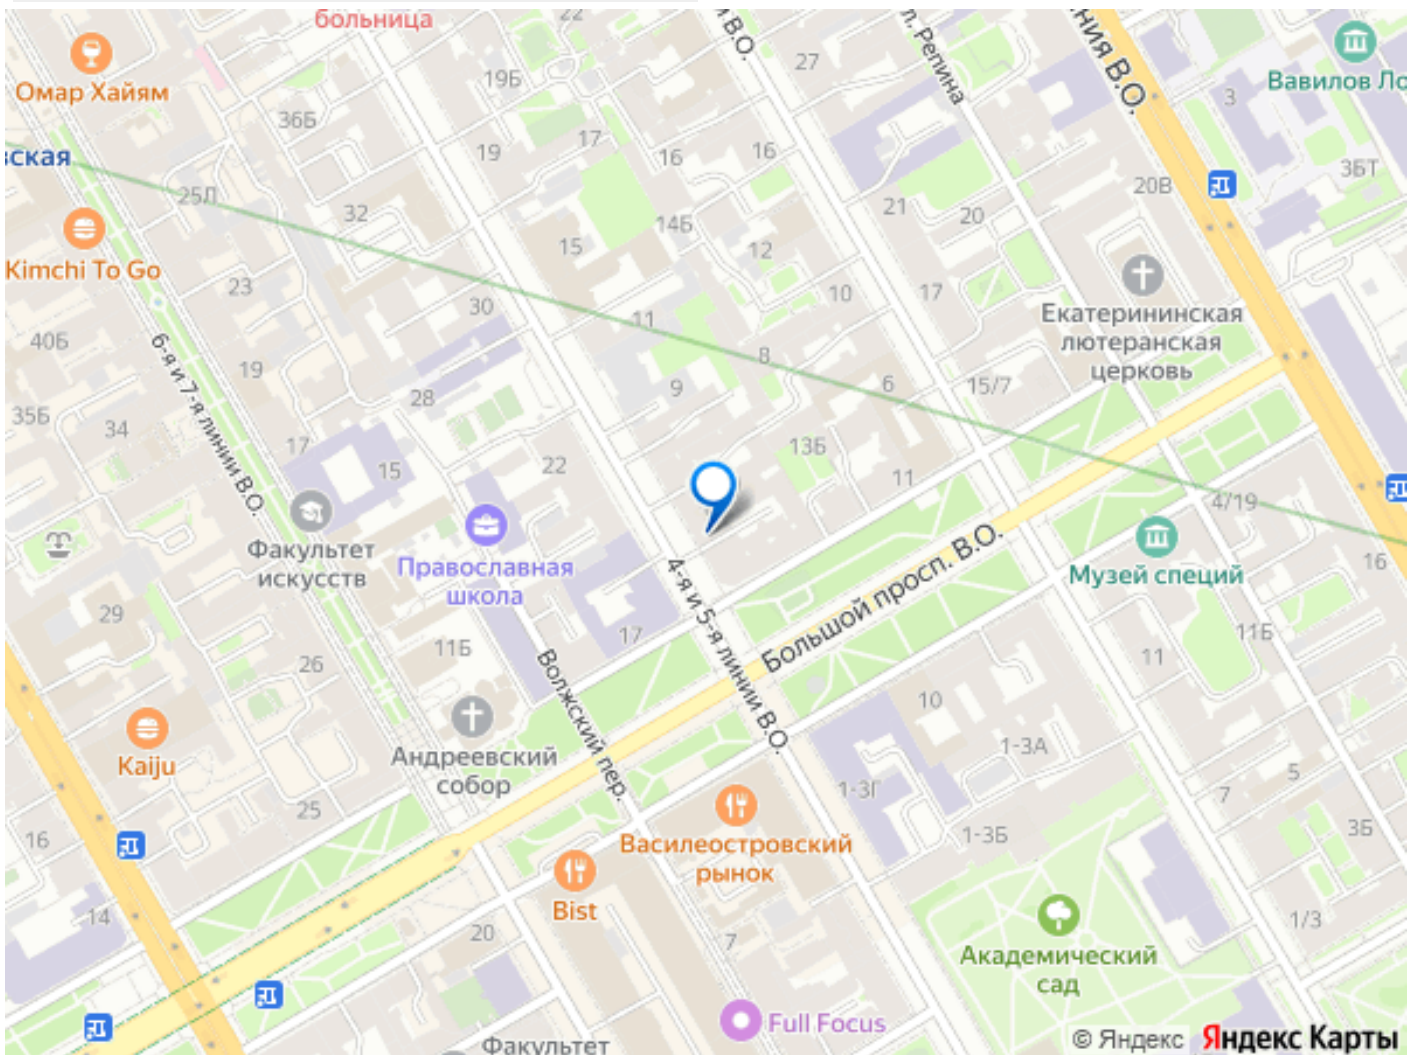 больница
22
я В.О.
л. Репина
ния В.О.
Омар Хайям
19Б
27
Вавилов Ло
3
36Б
17
19
16
16
3БТ
ская
25Л
32
20В
21
20
14Б
15
12
Kimchi To Go
23
30
10
17
Екатерининская
лютеранская
церковь
11
40Б
6-я и 7-я линии В.О.
19
8
9
6
15/7
35Б
34
28
17
15
22
13Б
11
4/19
Факультет
искусств
Православная
школа
4-я и 5-я линии В.О.
Большой просп. В.О.
Музей специй
16
29
26
11Б
17
Волжский пер.
11
11Б
10
Андреевский
собор
Kaiju
25
1-3А
1-3Г
5
7
16
Василеостровский
рынок
1-3Б
3Б
Bist
14
20
7
1/3
Академический
сад
Full Focus
Факультет
© Яндекс Яндекс Карты